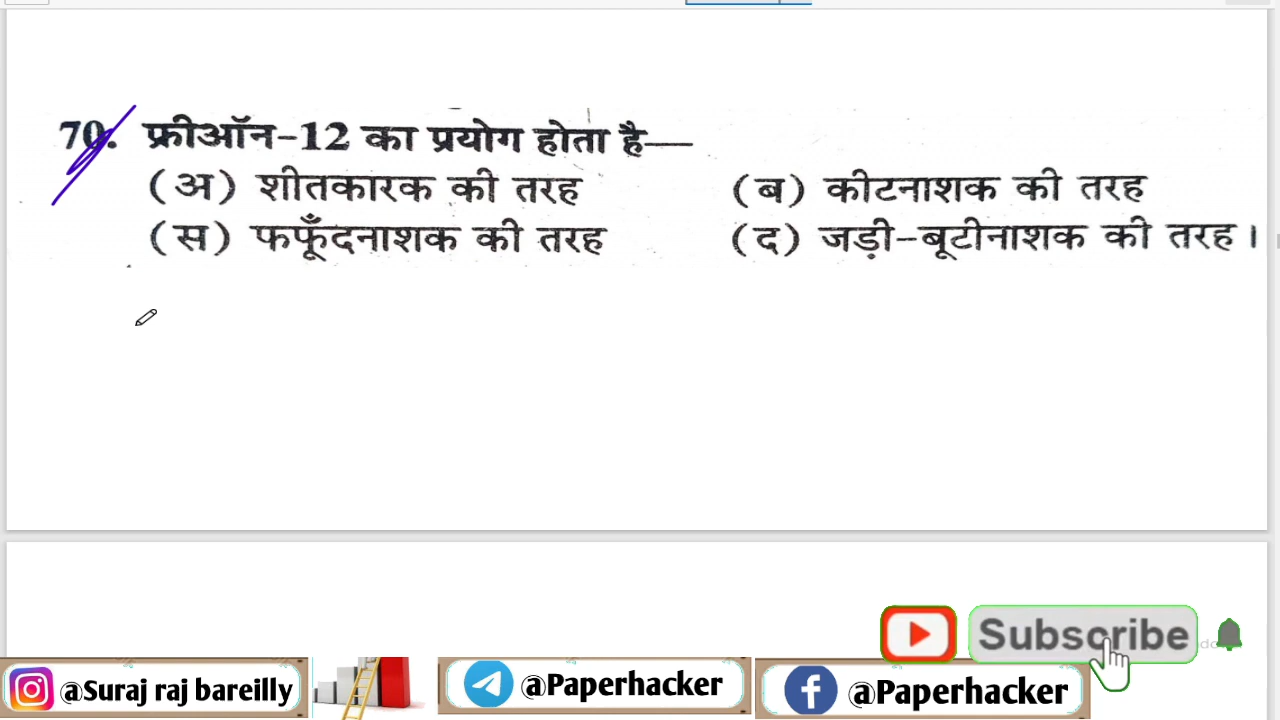 70. फ्रीऑन-12 का प्रयोग होता है—
(अ) शीतकारक की तरह (ब) कीटनाशक की तरह
(स) फफूँदनाशक की तरह (द) जड़ी-बूटीनाशक की तरह।
Subscribe
@Suraj raj bareilly @Paperhacker @Paperhacker